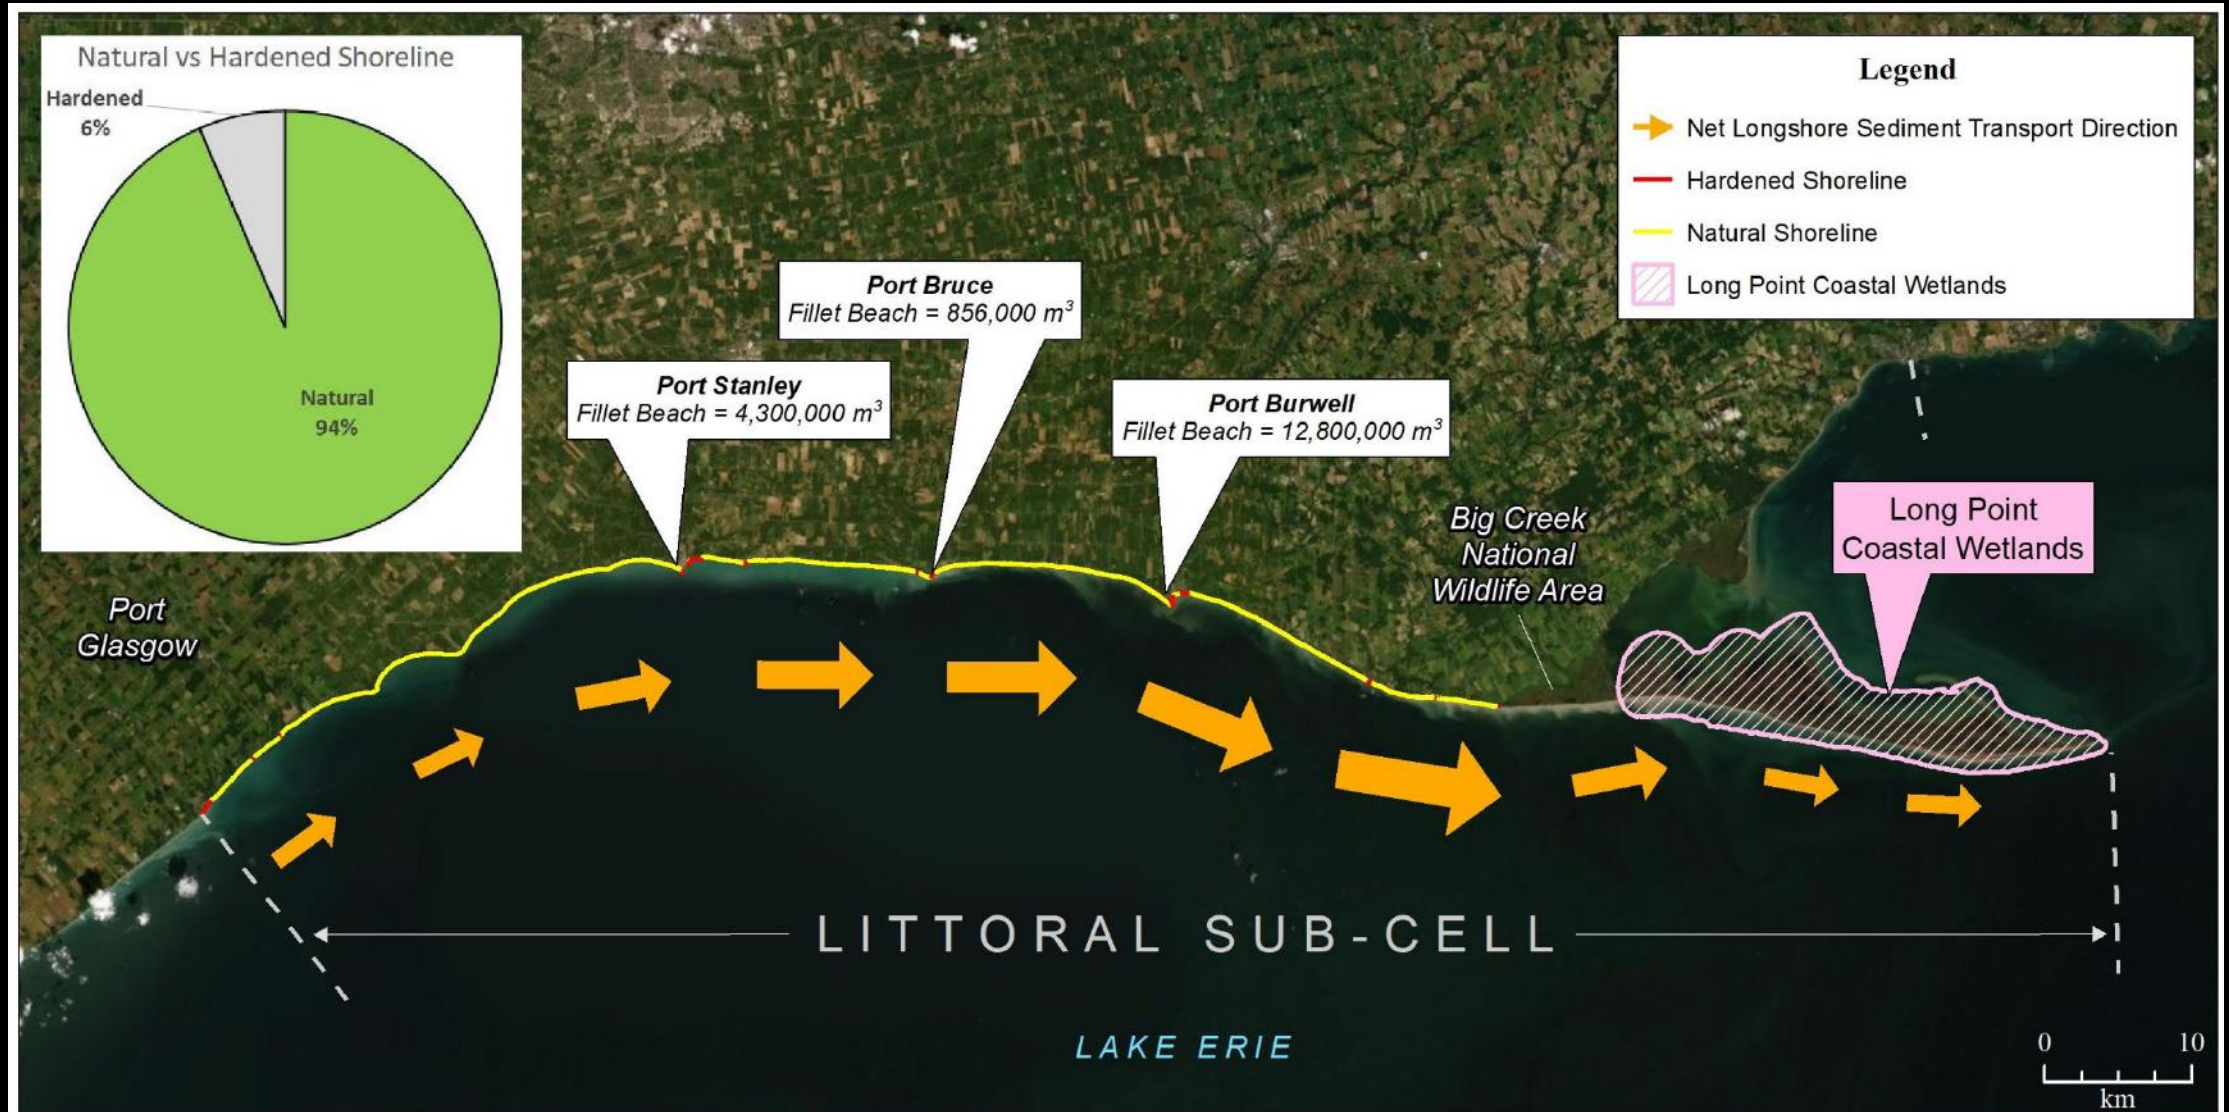 Natural vs Hardened Shoreline
Hardened
6%
Natural
94%
Legend
Net Longshore Sediment Transport Direction
Hardened Shoreline
Natural Shoreline
Long Point Coastal Wetlands
Port Bruce
Fillet Beach = 856,000 m³
Port Stanley
Fillet Beach = 4,300,000 m³
Port Burwell
Fillet Beach = 12,800,000 m³
Big Creek
National
Wildlife Area
Long Point
Coastal Wetlands
Port
Glasgow
LITTORAL SUB-CELL
LAKE ERIE
0 10
km